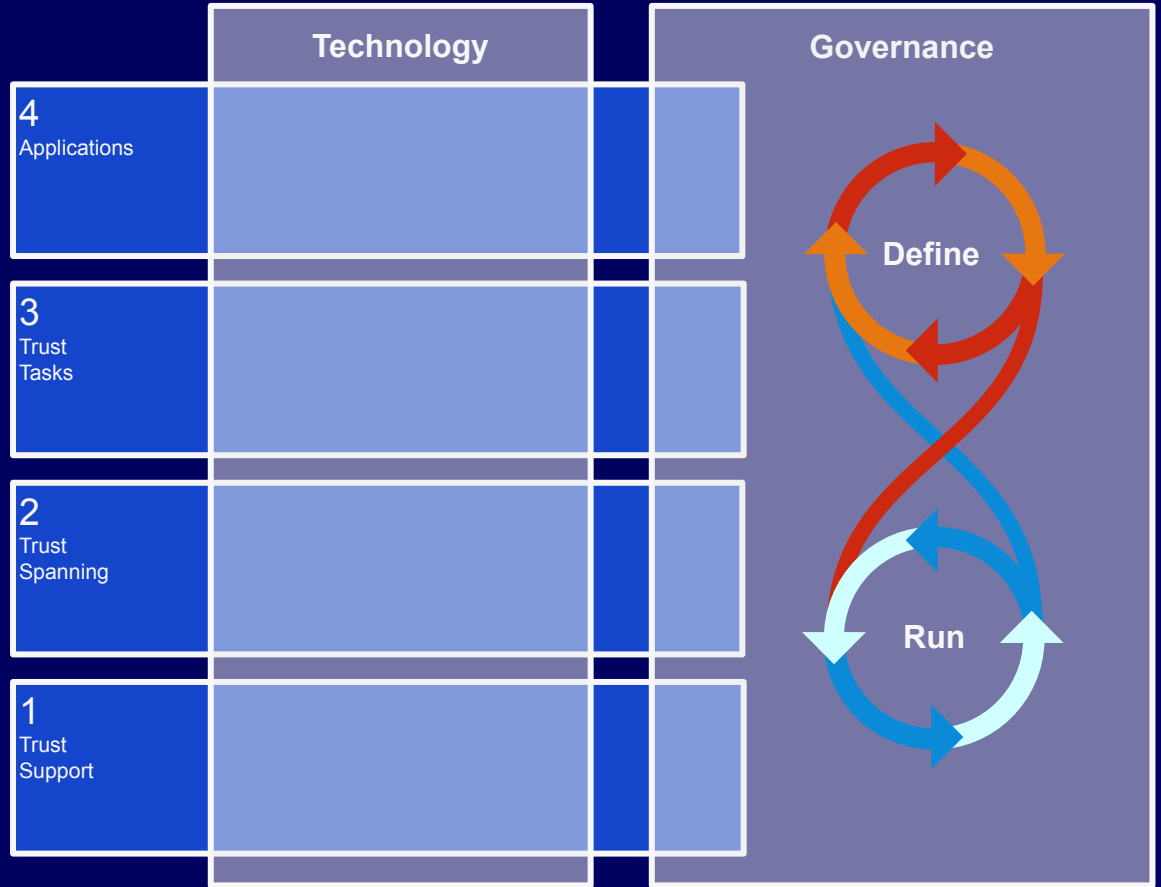 Technology
Governance
4
Applications
3
Trust
Tasks
2
Trust
Spanning
1
Trust
Support
Define
Run